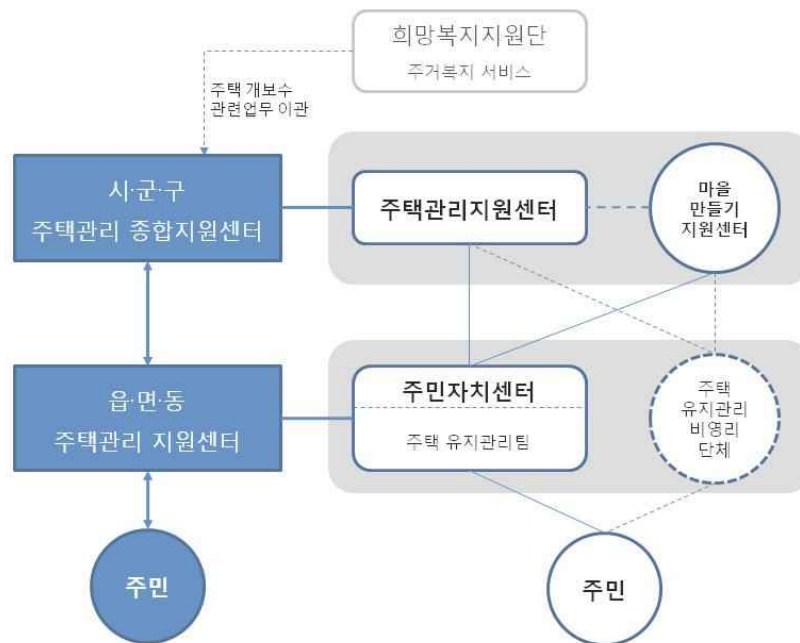 희망복지지원단
주거복지 서비스
주택 개보수
관련업무 이관
시·군·구
주택관리 종합지원센터
주택관리지원센터
마을
만들기
지원센터
읍·면·동
주택관리 지원센터
주민자치센터
주택 유지관리팀
주택
유지관리
비영리
단체
주민
주민